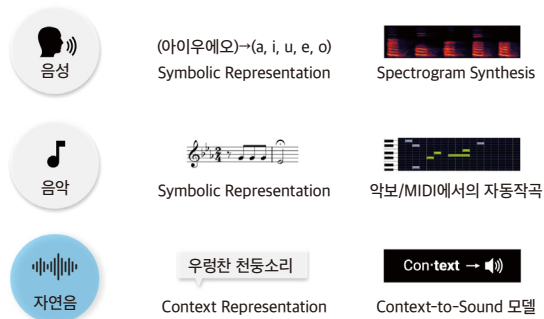 음성
(아이우에오)→(a, i, u, e, o)
Symbolic Representation
Spectrogram Synthesis
음악
Symbolic Representation
악보/MIDI에서의 자동작곡
자연음
우렁찬 천둥소리
Context Representation
Con·text →
Context-to-Sound 모델